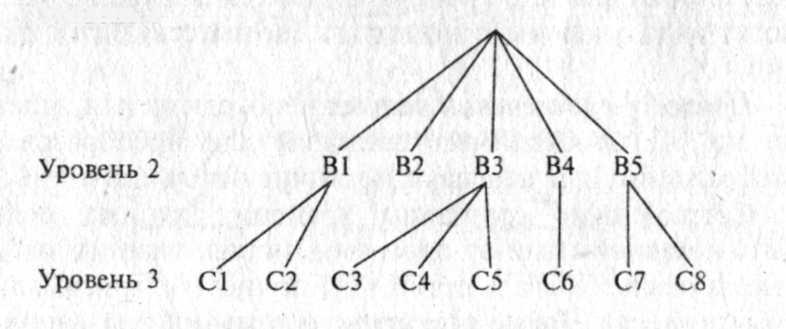 Уровень 2 B1 B2 B3 B4 B5
Уровень 3 C1 C2 C3 C4 C5 C6 C7 C8